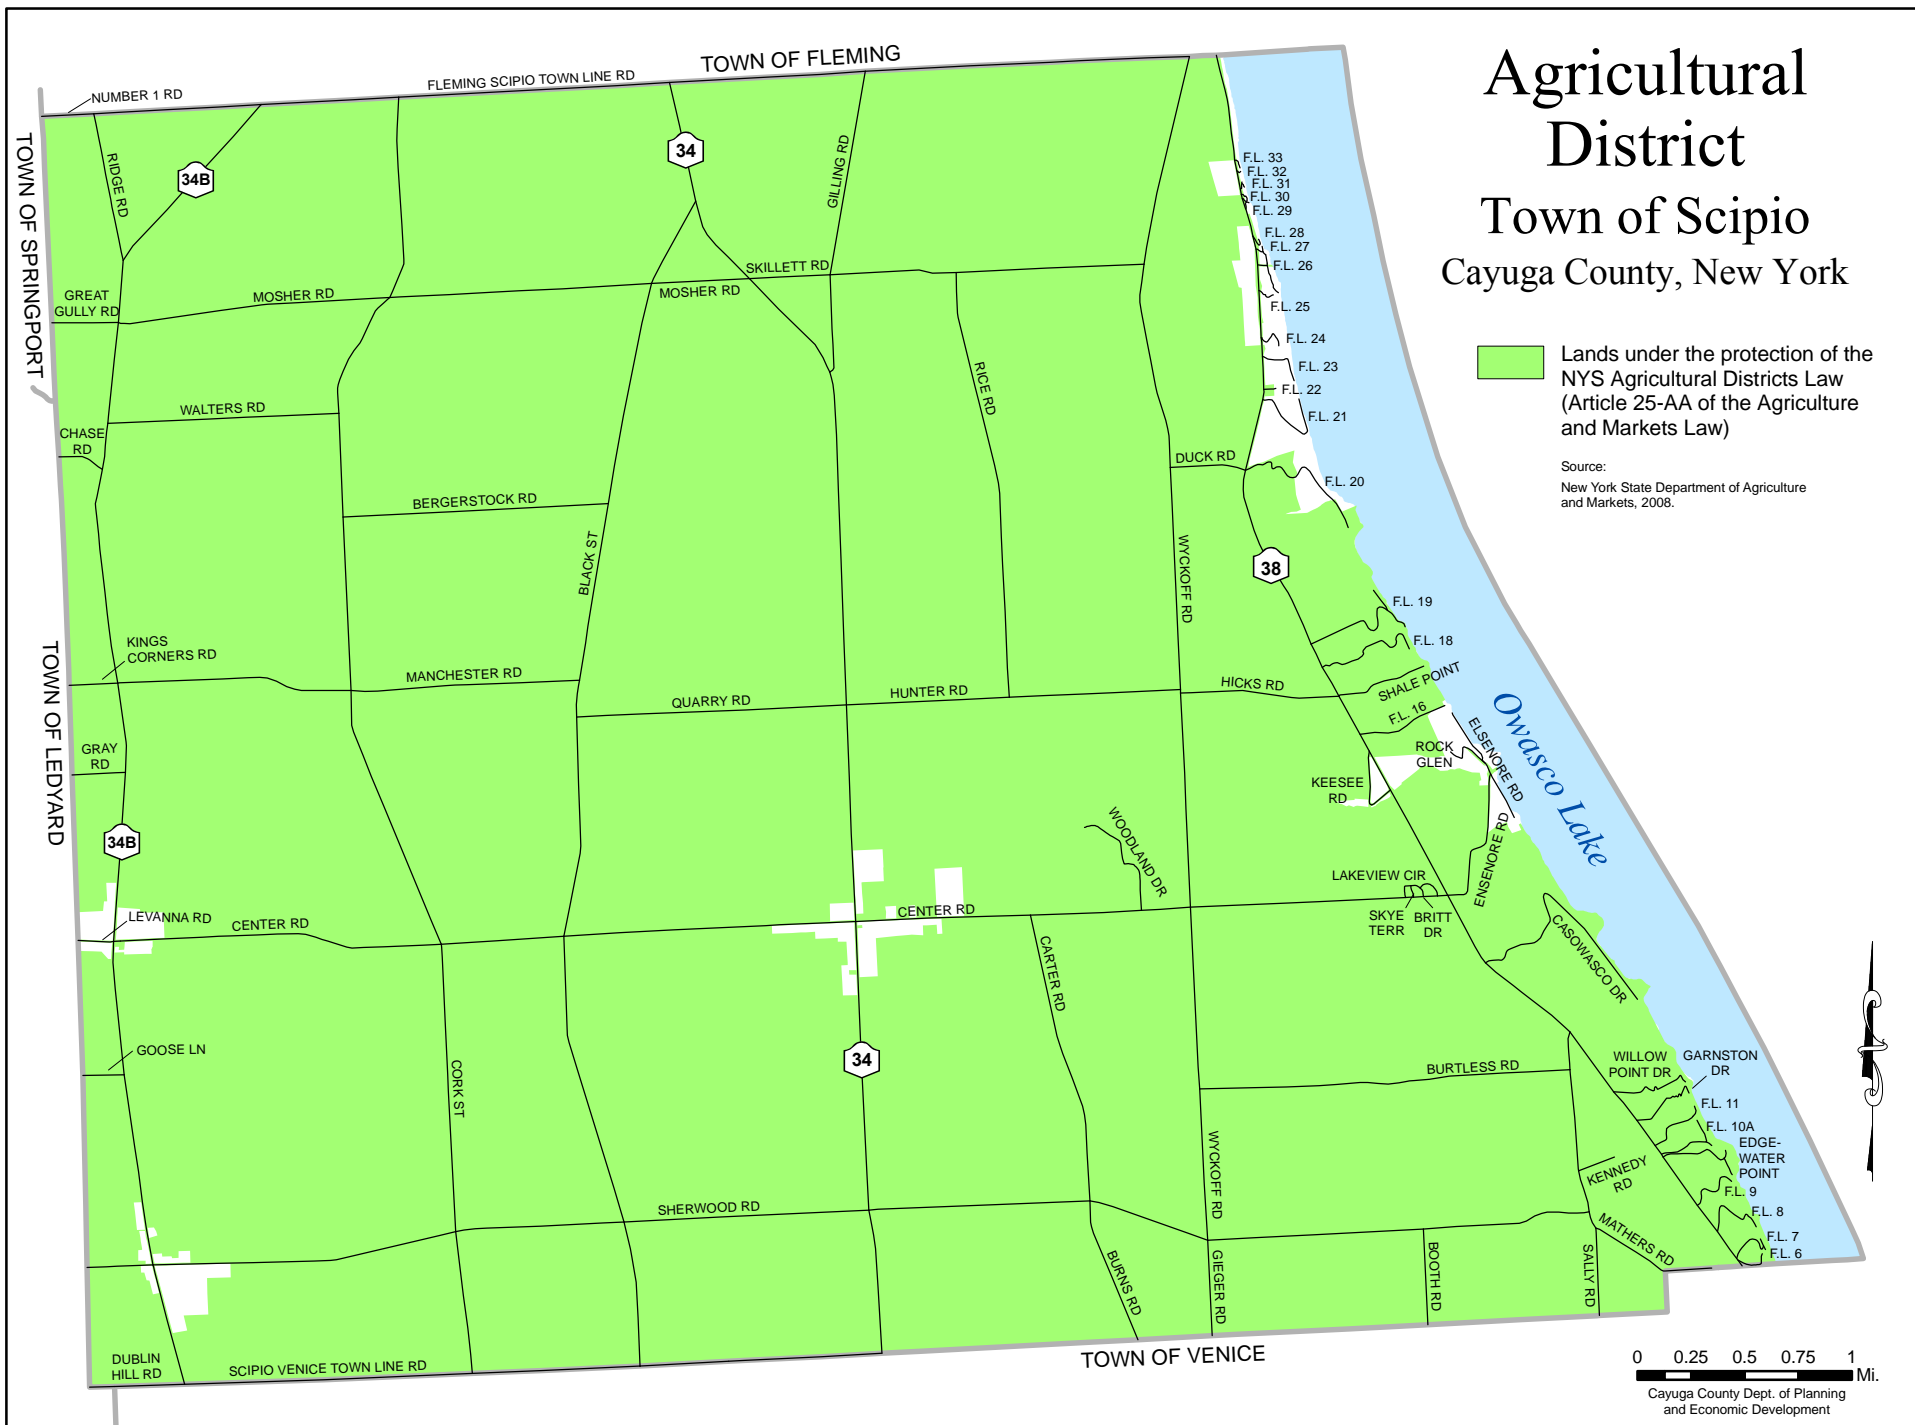 Agricultural
District
Town of Scipio
Cayuga County, New York
Lands under the protection of the
NYS Agricultural Districts Law
(Article 25-AA of the Agriculture
and Markets Law)
Source:
New York State Department of Agriculture
and Markets, 2008.
TOWN OF FLEMING
FLEMING SCIPIO TOWN LINE RD
NUMBER 1 RD
TOWN OF SPRINGPORT
RIDGE RD
34B
34
GILLING RD
F.L. 33
F.L. 32
F.L. 31
F.L. 30
F.L. 29
F.L. 28
F.L. 27
F.L. 26
F.L. 25
F.L. 24
F.L. 23
F.L. 22
F.L. 21
F.L. 20
SKILLETT RD
MOSHER RD
MOSHER RD
GREAT
GULLY RD
RICE RD
WALTERS RD
CHASE
RD
DUCK RD
BERGERSTOCK RD
BLACK ST
WYCKOFF RD
38
F.L. 19
F.L. 18
KINGS
CORNERS RD
TOWN OF LEDYARD
MANCHESTER RD
QUARRY RD
HUNTER RD
HICKS RD
SHALE POINT
F.L. 16
Owasco Lake
ELSENORE RD
ROCK
GLEN
GRAY
RD
KEESEE
RD
34B
WOODLAND DR
ENSENORE RD
LAKEVIEW CIR
SKYE
TERR
BRITT
DR
LEVANNA RD
CENTER RD
CENTER RD
CARTER RD
CASOWASCO DR
GOOSE LN
CORK ST
34
BURTLESS RD
WILLOW
POINT DR
GARNSTON
DR
F.L. 11
F.L. 10A
EDGE-
WATER
POINT
F.L. 9
F.L. 8
F.L. 7
F.L. 6
WYCKOFF RD
KENNEDY
RD
SHERWOOD RD
MATHERS RD
BURNS RD
GIEGER RD
BOOTH RD
SALLY RD
DUBLIN
HILL RD
SCIPIO VENICE TOWN LINE RD
TOWN OF VENICE
0 0.25 0.5 0.75 1
Mi.
Cayuga County Dept. of Planning
and Economic Development